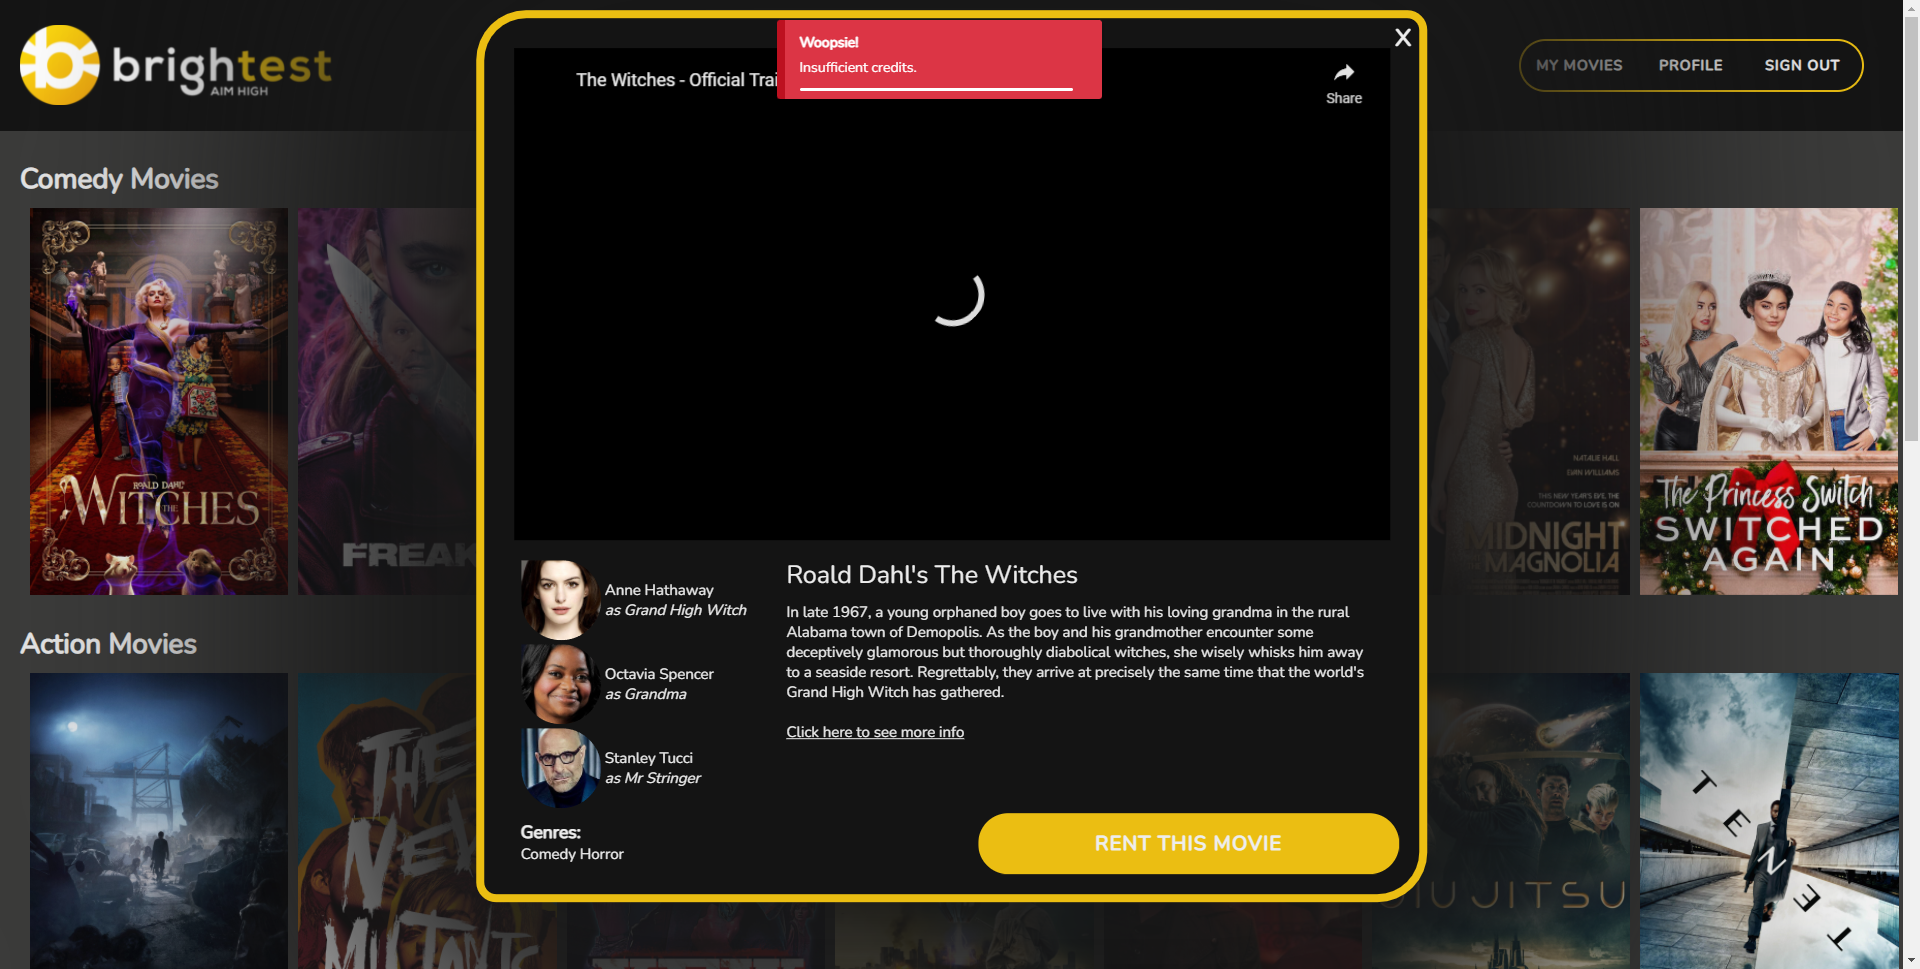 brightest
AIM HIGH
MY MOVIES
PROFILE
SIGN OUT
Woopsie!
Insufficient credits.
X
The Witches - Official Trai
Share
Comedy Movies
ROALD DAHL'S
THE
WITCHES
FREAK
NATALIE HALL
EVAN WILLIAMS
THIS NEW YEAR'S EVE, THE
COUNTDOWN TO LOVE IS ON
MIDNIGHT
MAGNOLIA
The Princess Switch
SWITCHED
AGAIN
Anne Hathaway
as Grand High Witch
Octavia Spencer
as Grandma
Stanley Tucci
as Mr Stringer
Genres:
Comedy Horror
Roald Dahl's The Witches
In late 1967, a young orphaned boy goes to live with his loving grandma in the rural
Alabama town of Demopolis. As the boy and his grandmother encounter some
deceptively glamorous but thoroughly diabolical witches, she wisely whisks him away
to a seaside resort. Regrettably, they arrive at precisely the same time that the world's
Grand High Witch has gathered.
Click here to see more info
RENT THIS MOVIE
Action Movies
THE
NEW
MUTANTS
JIUJITSU
TENET